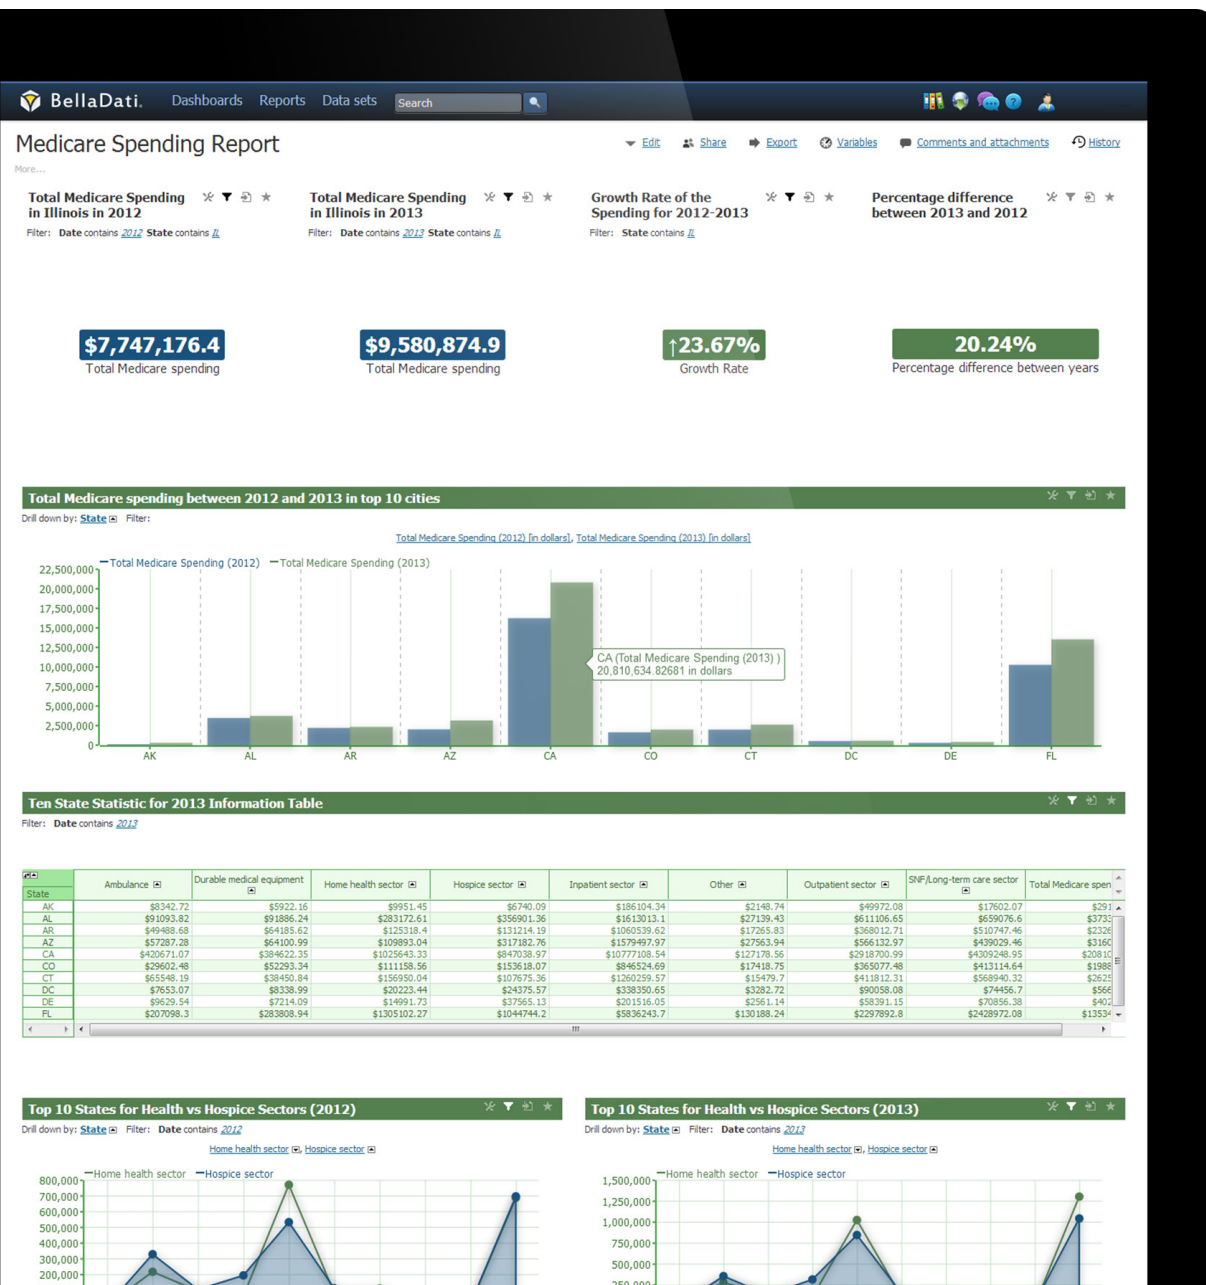 BellaDati. Dashboards Reports Data sets Search
Medicare Spending Report
Edit Share Export Variables Comments and attachments History
More...
Total Medicare Spending in Illinois in 2012
Filter: Date contains 2012 State contains IL
Total Medicare Spending in Illinois in 2013
Filter: Date contains 2013 State contains IL
Growth Rate of the Spending for 2012-2013
Filter: State contains IL
Percentage difference between 2013 and 2012
$7,747,176.4
Total Medicare spending
$9,580,874.9
Total Medicare spending
↑23.67%
Growth Rate
20.24%
Percentage difference between years
Total Medicare spending between 2012 and 2013 in top 10 cities
Drill down by: State Filter:
Total Medicare Spending (2012) [in dollars], Total Medicare Spending (2013) [in dollars]
Total Medicare Spending (2012) Total Medicare Spending (2013)
22,500,000
20,000,000
17,500,000
15,000,000
12,500,000
10,000,000
7,500,000
5,000,000
2,500,000
0
CA (Total Medicare Spending (2013) )
20,810,634.82681 in dollars
AK AL AR AZ CA CO CT DC DE FL
Ten State Statistic for 2013 Information Table
Filter: Date contains 2013
State Ambulance Durable medical equipment Home health sector Hospice sector Inpatient sector Other Outpatient sector SNF/Long-term care sector Total Medicare spen
AK $8342.72 $5922.16 $9951.45 $6740.09 $186104.34 $2148.74 $49972.08 $17602.07 $291
AL $91093.82 $91886.24 $283172.61 $356901.36 $1613013.1 $27139.43 $611106.65 $659076.6 $3733
AR $49488.68 $64185.62 $125318.4 $131214.19 $1060539.62 $17265.83 $368012.71 $510747.46 $2326
AZ $57287.28 $64100.99 $109893.04 $317182.76 $1579497.97 $27563.94 $566132.97 $439029.46 $3160
CA $420671.07 $384622.35 $1025643.33 $847038.97 $10777108.54 $127178.56 $2918700.99 $4309248.95 $20810
CO $29602.48 $52293.34 $111158.56 $153618.07 $846524.69 $17418.75 $365077.48 $413114.64 $1988
CT $65548.19 $38450.84 $156950.04 $107675.36 $1260259.57 $15479.7 $411812.31 $568940.32 $2625
DC $7653.07 $8338.99 $20223.44 $24375.57 $338350.65 $3282.72 $90058.08 $74456.7 $566
DE $9629.54 $7214.09 $14991.73 $37565.13 $201516.05 $2561.14 $58391.15 $70856.38 $402
FL $207098.3 $283808.94 $1305102.27 $1044744.2 $5836243.7 $130188.24 $2297892.8 $2428972.08 $13534
Top 10 States for Health vs Hospice Sectors (2012)
Drill down by: State Filter: Date contains 2012
Home health sector, Hospice sector
Home health sector Hospice sector
800,000
700,000
600,000
500,000
400,000
300,000
200,000
Top 10 States for Health vs Hospice Sectors (2013)
Drill down by: State Filter: Date contains 2013
Home health sector, Hospice sector
Home health sector Hospice sector
1,500,000
1,250,000
1,000,000
750,000
500,000
250,000